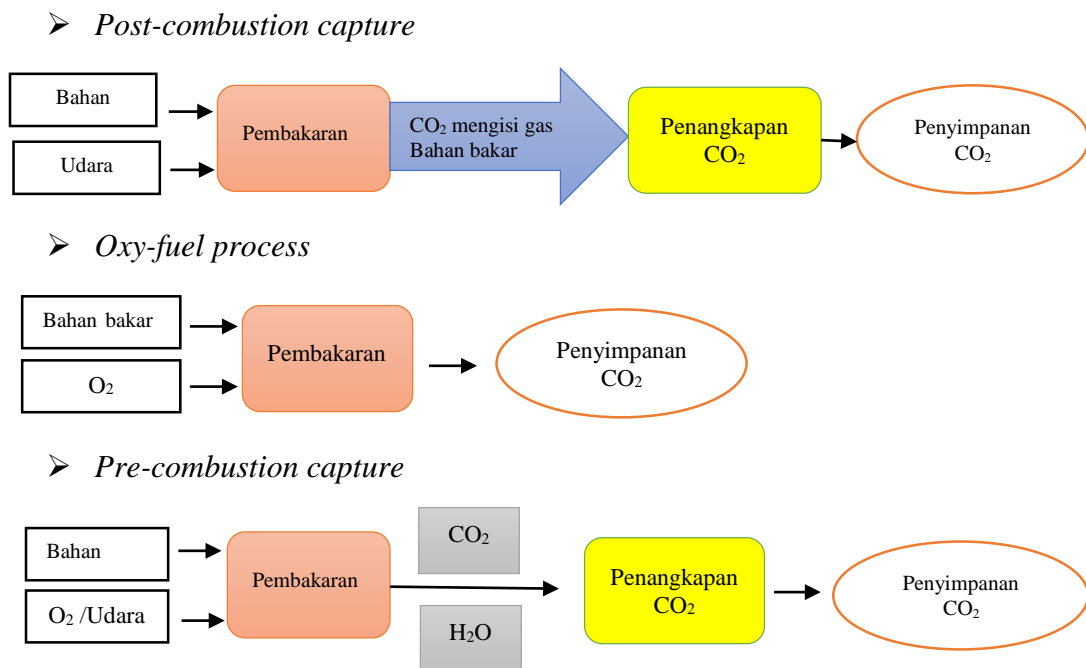 ➢ Post-combustion capture
Bahan
Udara
Pembakaran
CO₂ mengisi gas
Bahan bakar
Penangkapan
CO₂
Penyimpanan
CO₂
➢ Oxy-fuel process
Bahan bakar
O₂
Pembakaran
Penyimpanan
CO₂
➢ Pre-combustion capture
Bahan
O₂ /Udara
Pembakaran
CO₂
H₂O
Penangkapan
CO₂
Penyimpanan
CO₂